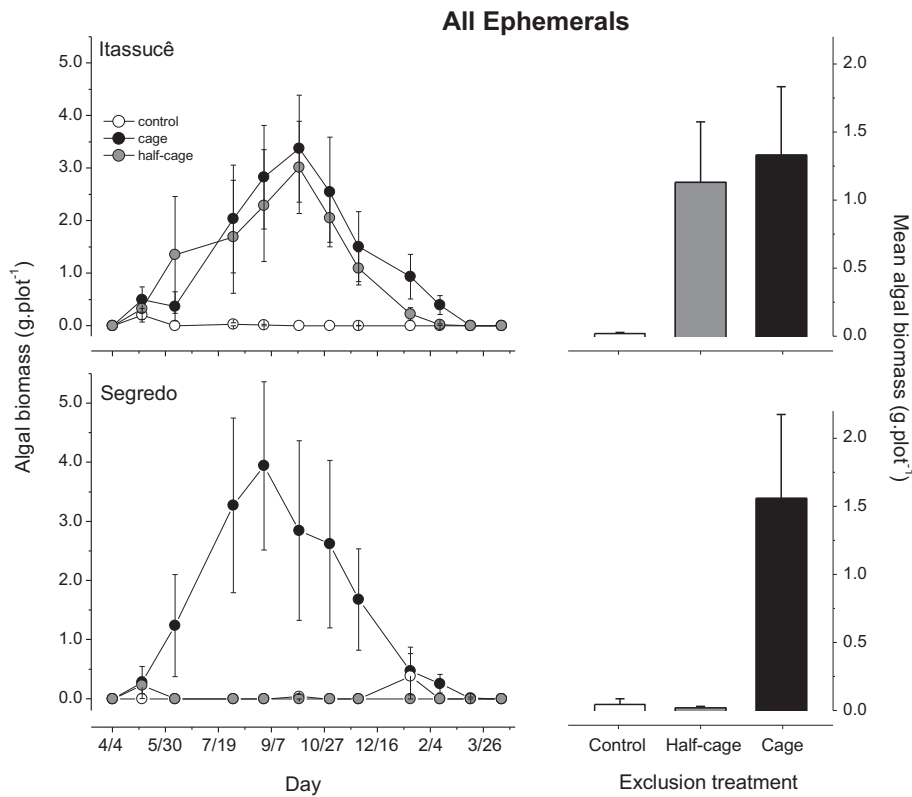 All Ephemerals
Itassucê
5.0
4.0
3.0
2.0
1.0
0.0
control
cage
half-cage
2.0
1.5
1.0
0.5
0.0
Segredo
5.0
4.0
3.0
2.0
1.0
0.0
2.0
1.5
1.0
0.5
0.0
Algal biomass (g.plot-1)
Mean algal biomass (g.plot-1)
4/4 5/30 7/19 9/7 10/27 12/16 2/4 3/26
Day
Control Half-cage Cage
Exclusion treatment